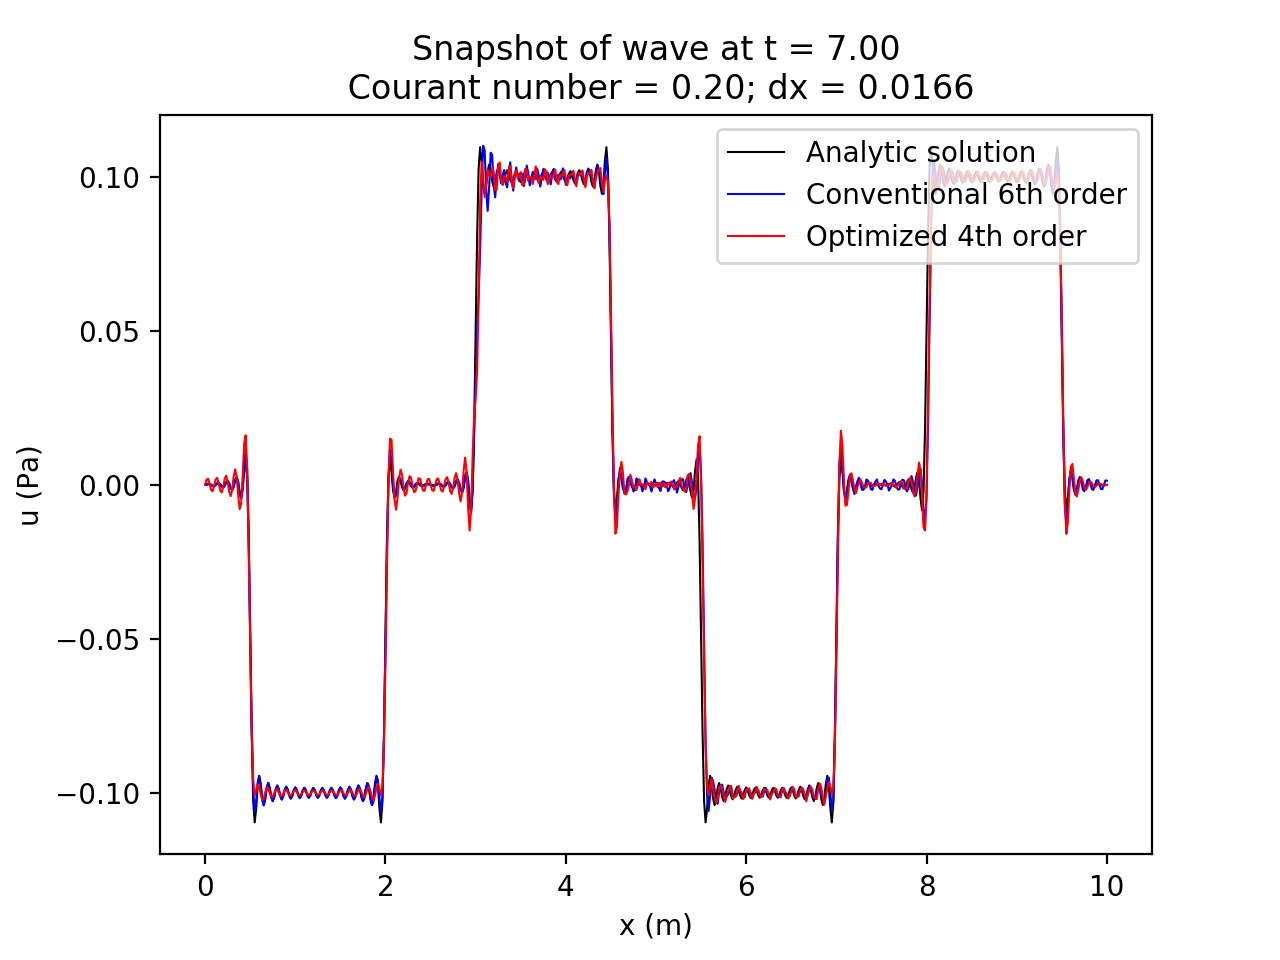 Snapshot of wave at t = 7.00
Courant number = 0.20; dx = 0.0166
Analytic solution
Conventional 6th order
Optimized 4th order
0.10
0.05
0.00
−0.05
−0.10
u (Pa)
0 2 4 6 8 10
x (m)